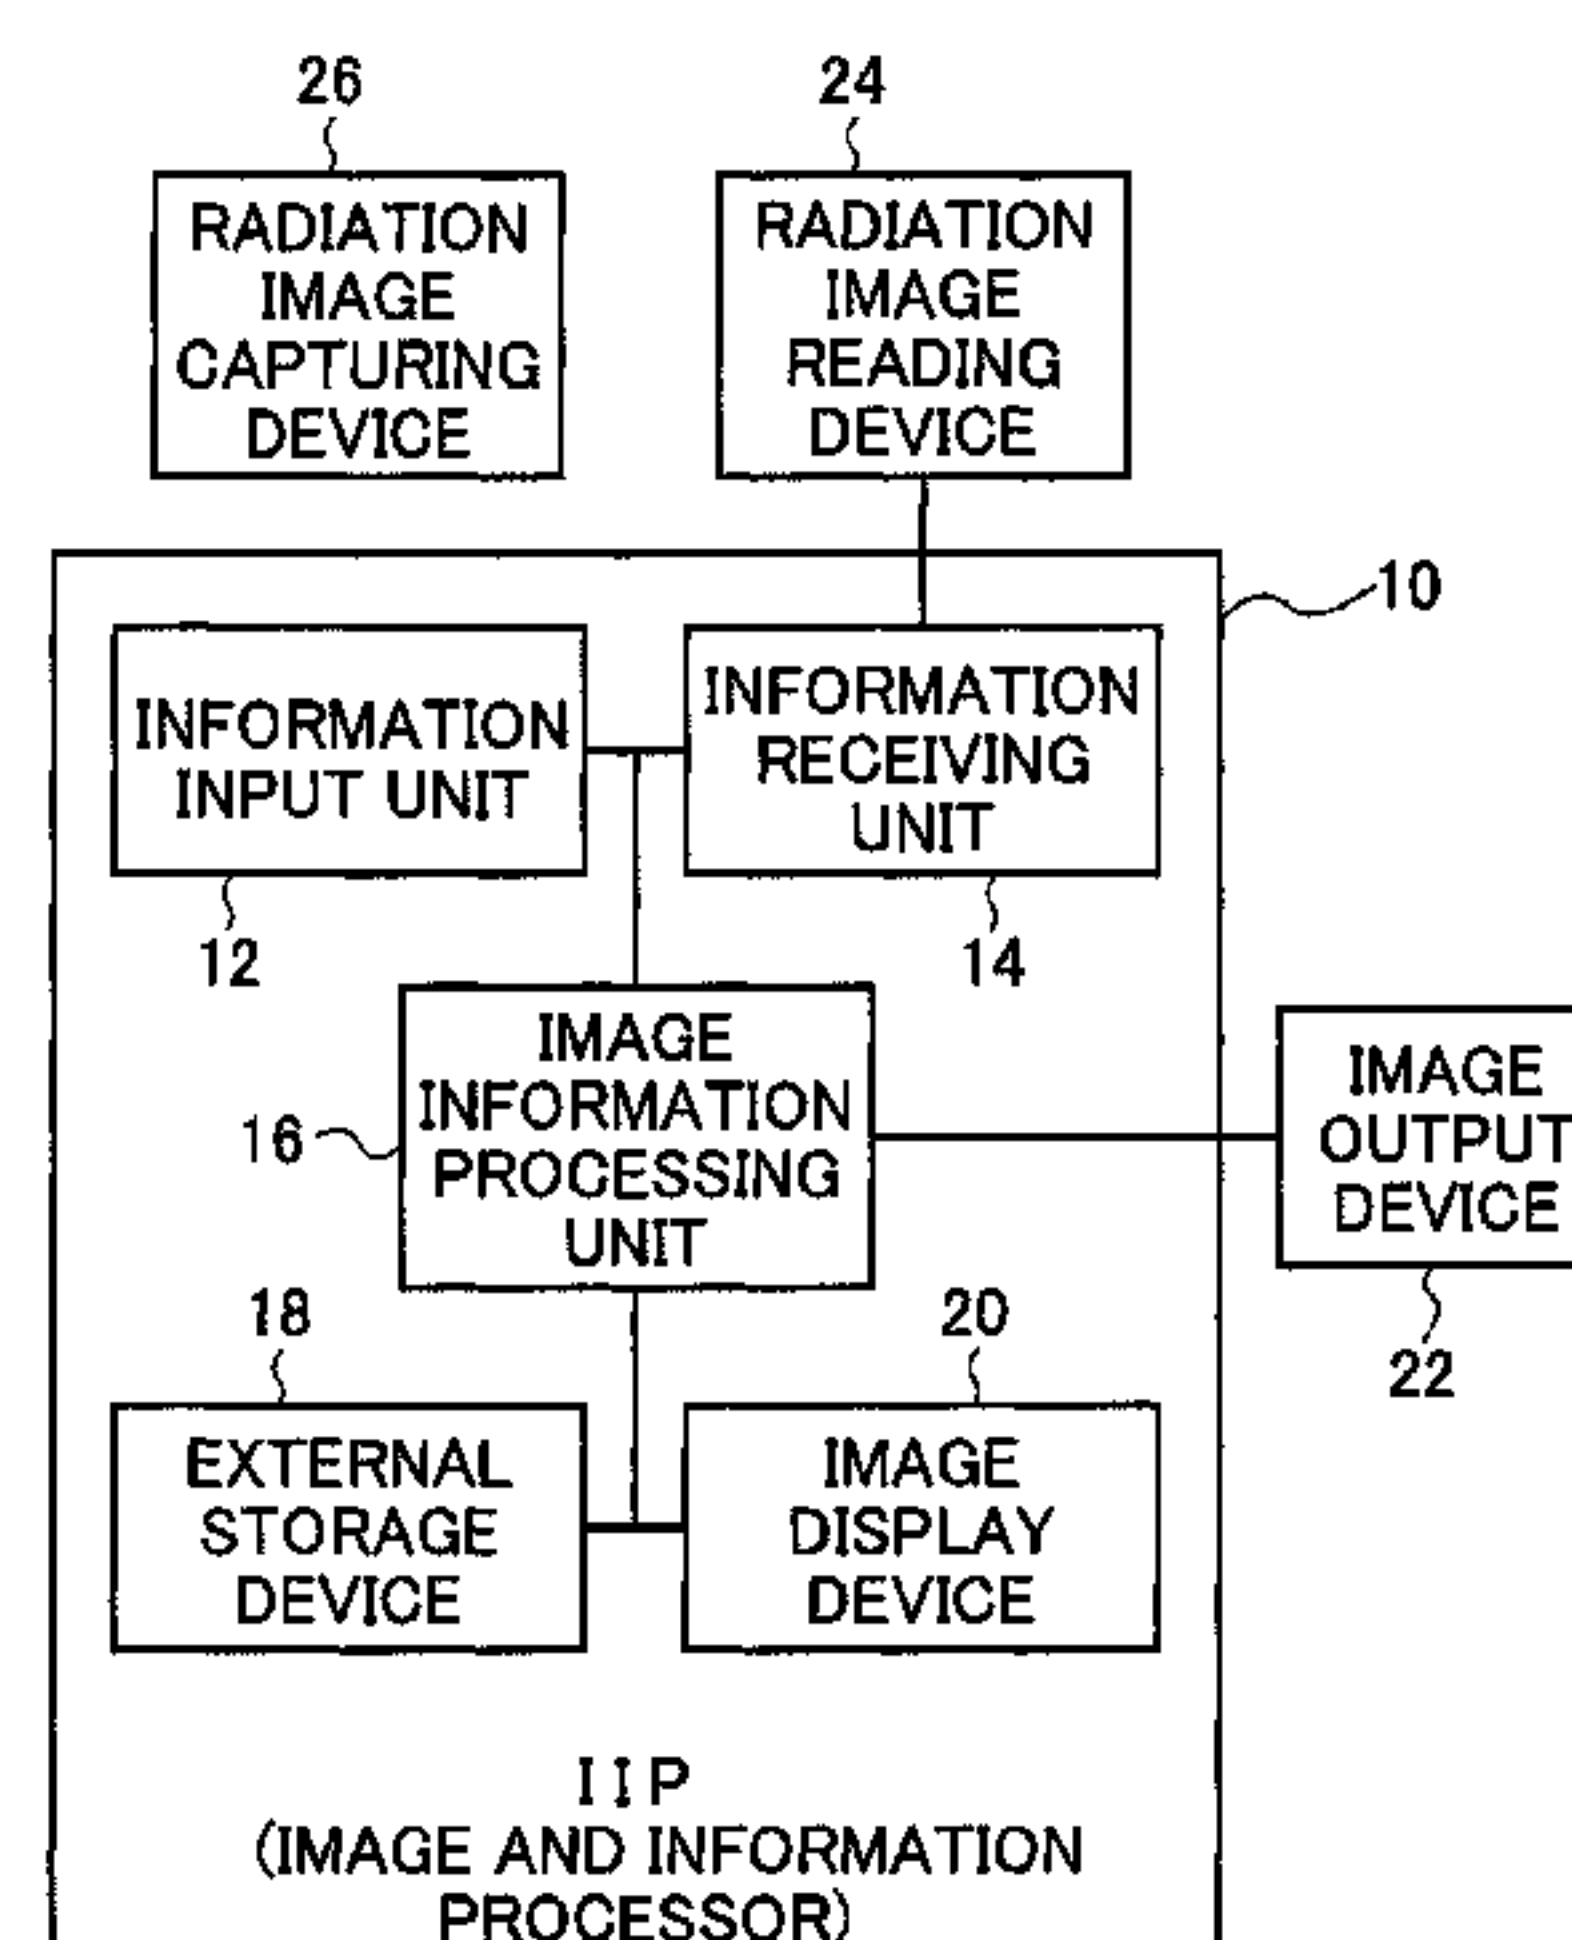 26
24
RADIATION
IMAGE
CAPTURING
DEVICE
RADIATION
IMAGE
READING
DEVICE
10
INFORMATION
INPUT UNIT
INFORMATION
RECEIVING
UNIT
12
14
IMAGE
INFORMATION
PROCESSING
UNIT
16
IMAGE
OUTPUT
DEVICE
22
18
20
EXTERNAL
STORAGE
DEVICE
IMAGE
DISPLAY
DEVICE
IIP
(IMAGE AND INFORMATION
PROCESSOR)